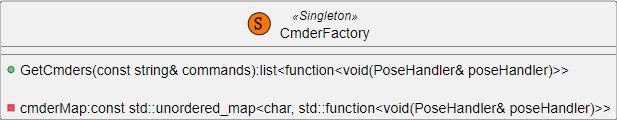 «Singleton»
S
CmderFactory
GetCmders(const string& commands):list<function<void(PoseHandler& poseHandler)>>
cmderMap:const std::unordered_map<char, std::function<void(PoseHandler& poseHandler)>>